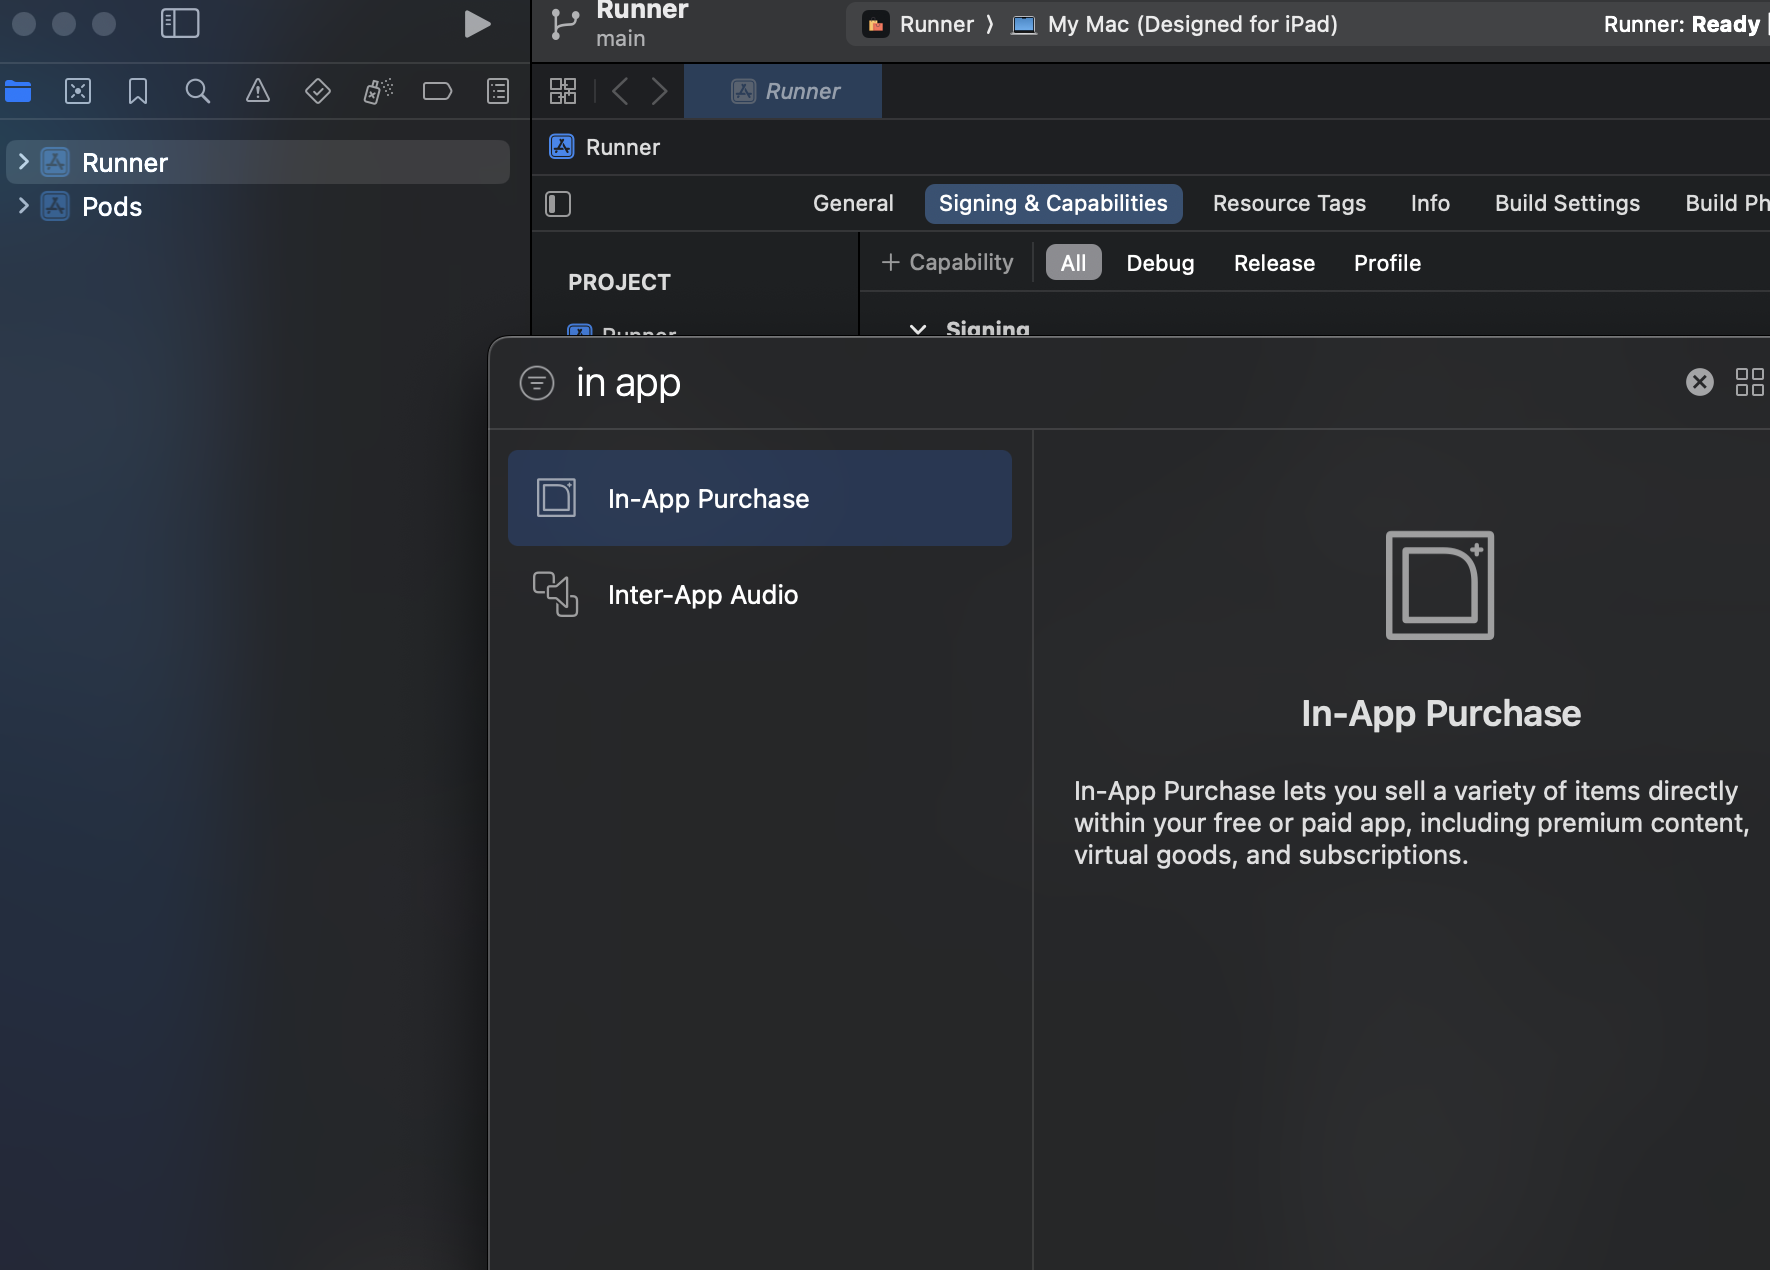 Runner
main
Runner 〉 My Mac (Designed for iPad)
Runner: Ready
Runner
Runner
Runner
Pods
General
Signing & Capabilities
Resource Tags
Info
Build Settings
Build Ph
+ Capability
All
Debug
Release
Profile
PROJECT
Runner
Signing
in app
In-App Purchase
Inter-App Audio
In-App Purchase
In-App Purchase lets you sell a variety of items directly
within your free or paid app, including premium content,
virtual goods, and subscriptions.